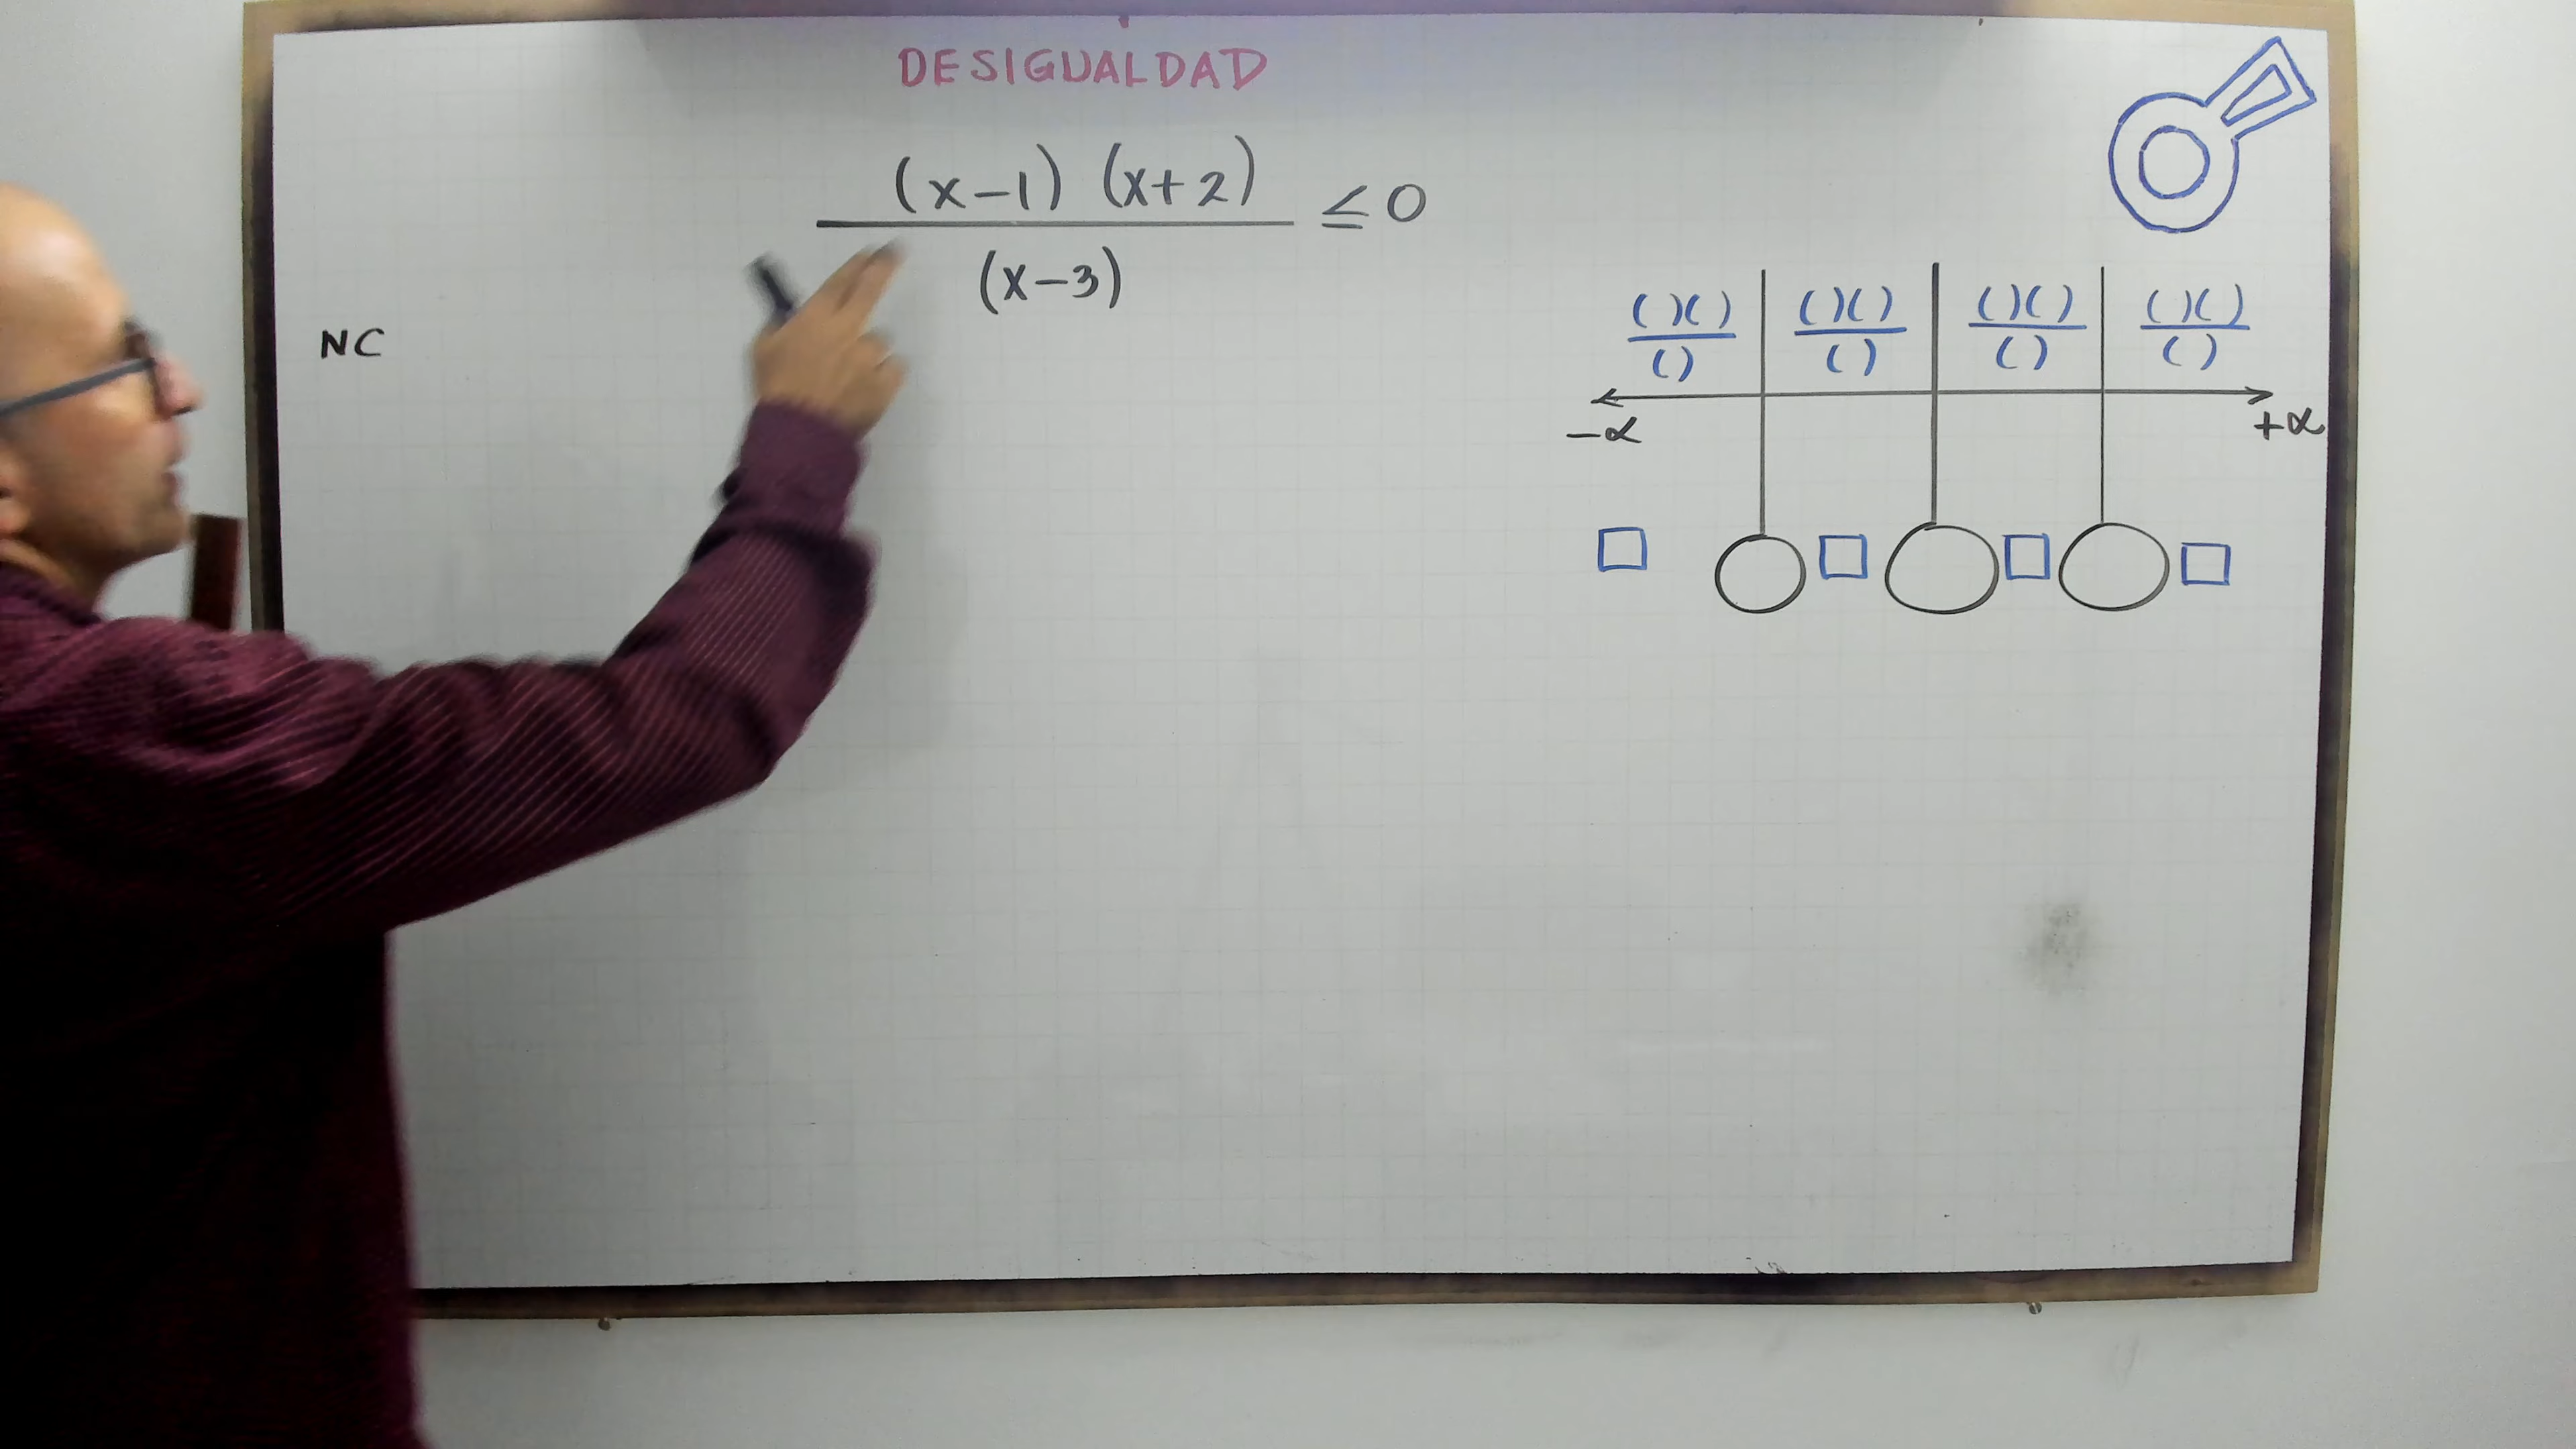 DESIGUALDAD
(x-1) (x+2)
≤ 0
(x-3)
NC
( )( ) ( )( ) ( )( ) ( )( )
( ) ( ) ( ) ( )
-∝ +∝